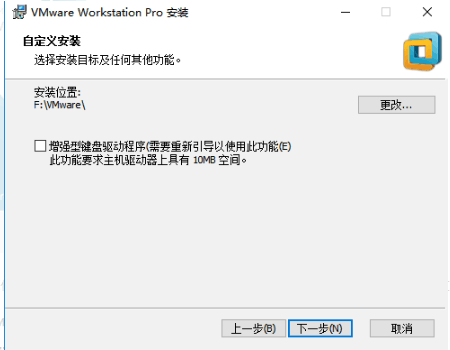 VMware Workstation Pro 安装
自定义安装
选择安装目标及任何其他功能。
安装位置:
F:\VMware\
更改...
增强型键盘驱动程序(需要重新引导以使用此功能(E)
此功能要求主机驱动器上具有 10MB 空间。
上一步(B) 下一步(N) 取消